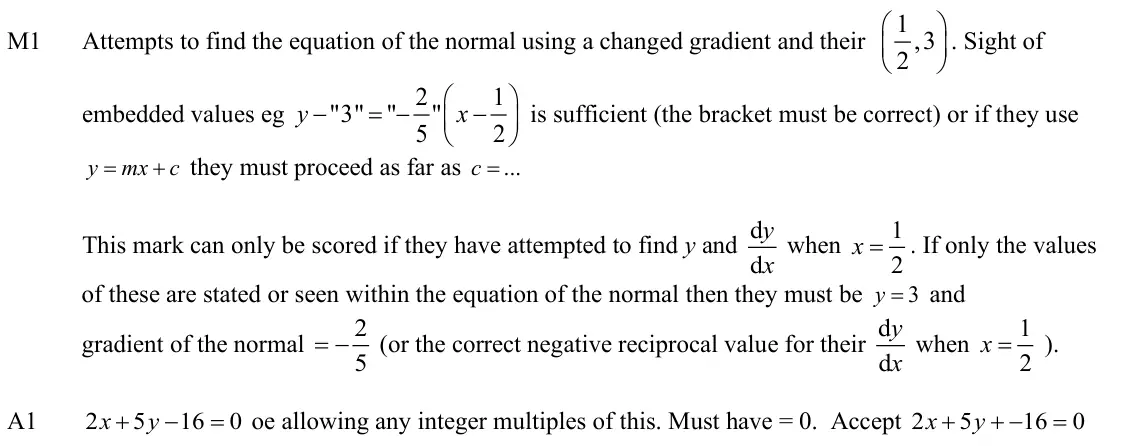 M1 Attempts to find the equation of the normal using a changed gradient and their (1/2, 3). Sight of
embedded values eg y − "3" = "− 2/5" (x − 1/2) is sufficient (the bracket must be correct) or if they use
y = mx + c they must proceed as far as c = ...
This mark can only be scored if they have attempted to find y and dy/dx when x = 1/2. If only the values
of these are stated or seen within the equation of the normal then they must be y = 3 and
gradient of the normal = − 2/5 (or the correct negative reciprocal value for their dy/dx when x = 1/2 ).
A1 2x + 5y − 16 = 0 oe allowing any integer multiples of this. Must have = 0. Accept 2x + 5y + −16 = 0